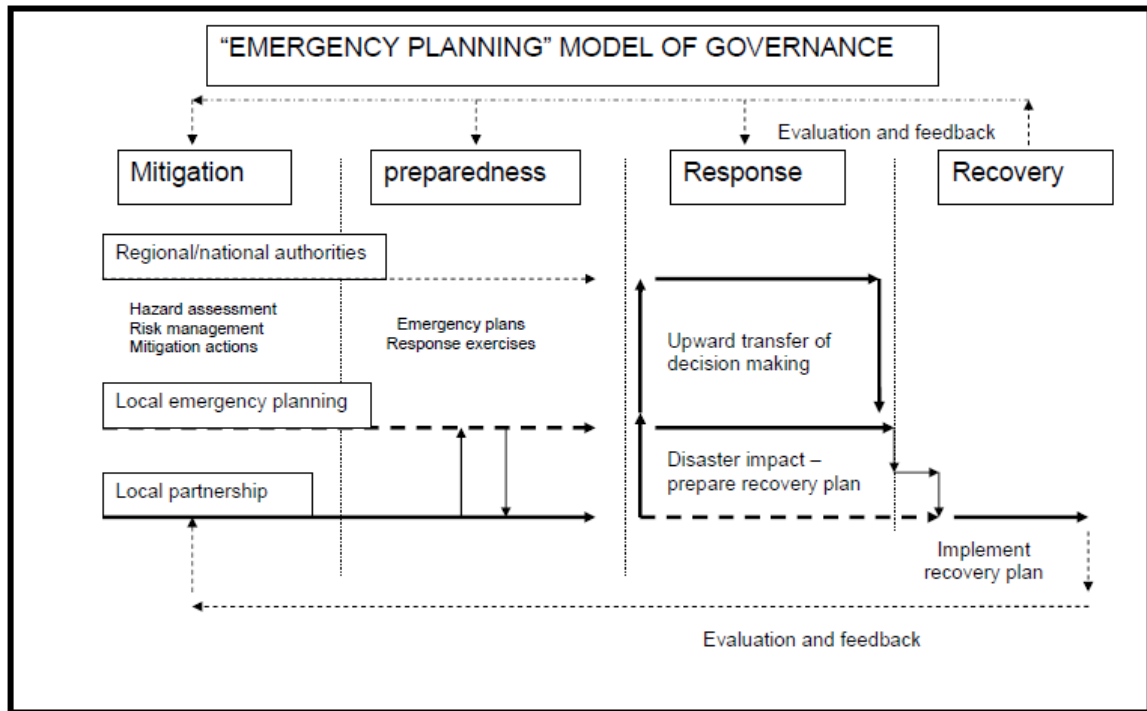 “EMERGENCY PLANNING” MODEL OF GOVERNANCE
Evaluation and feedback
Mitigation
preparedness
Response
Recovery
Regional/national authorities
Hazard assessment
Risk management
Mitigation actions
Emergency plans
Response exercises
Upward transfer of
decision making
Local emergency planning
Disaster impact –
prepare recovery plan
Local partnership
Implement
recovery plan
Evaluation and feedback